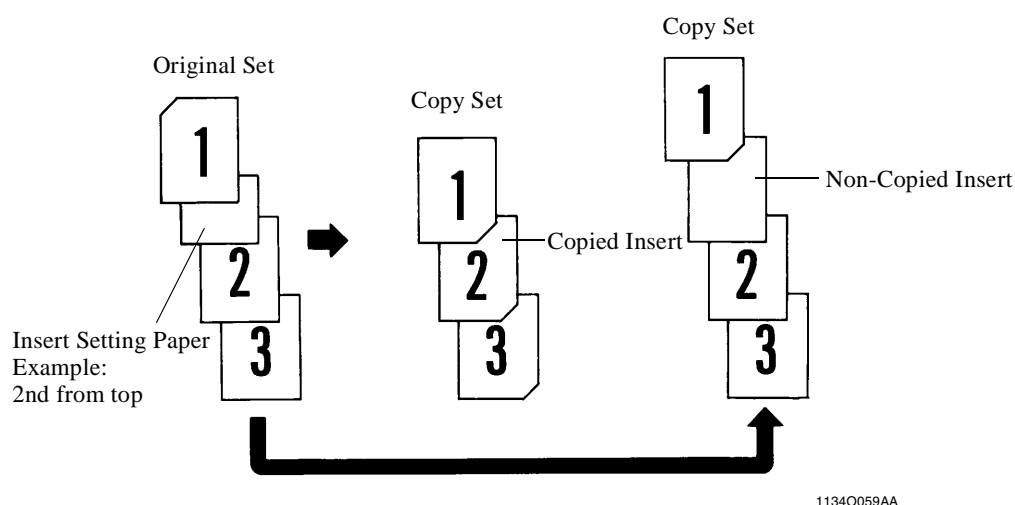 Copy Set
Original Set
Copy Set
1
1
1
Non-Copied Insert
Copied Insert
2
2
2
Insert Setting Paper
Example:
2nd from top
3
3
3
1134O059AA